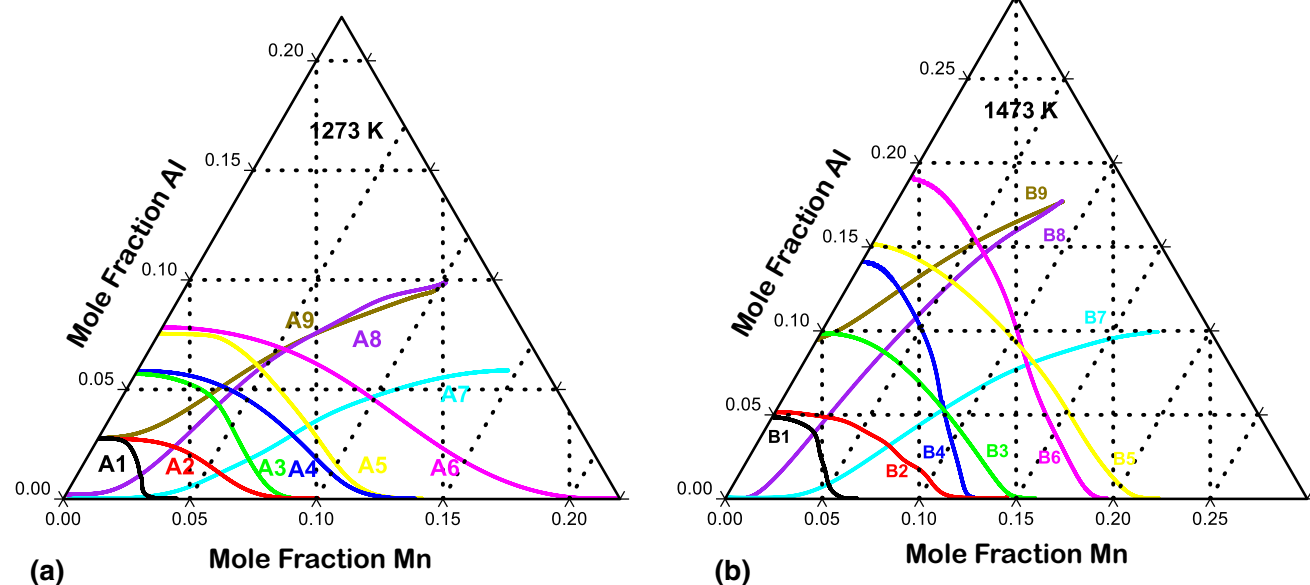 0.20
1273 K
0.15
Mole Fraction Al
0.10
A9
A8
0.05
A7
A1
A2
A3
A4
A5
A6
0.00
0.00
0.05
0.10
0.15
0.20
Mole Fraction Mn
(a)
0.25
1473 K
0.20
Mole Fraction Al
B9
B8
0.15
0.10
B7
0.05
B1
B2
B4
B3
B6
B5
0.00
0.00
0.05
0.10
0.15
0.20
0.25
Mole Fraction Mn
(b)